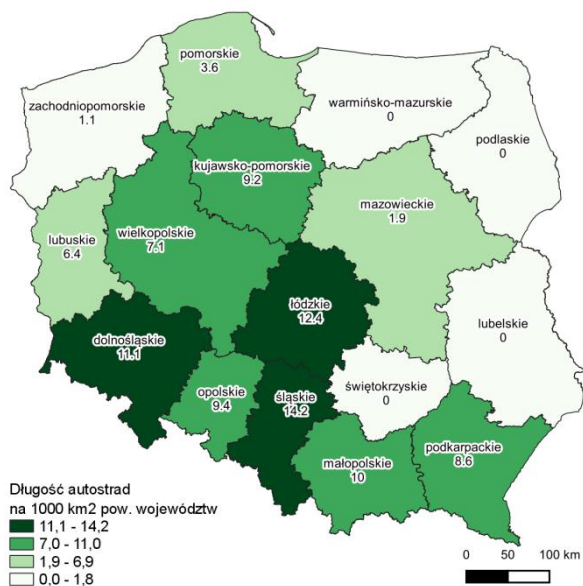 pomorskie
3.6
zachodniopomorskie
1.1
warmińsko-mazurskie
0
podlaskie
0
kujawsko-pomorskie
9.2
mazowieckie
1.9
wielkopolskie
7.1
lubuskie
6.4
łódzkie
12.4
lubelskie
0
dolnośląskie
11.1
opolskie
9.4
śląskie
14.2
świętokrzyskie
0
małopolskie
10
podkarpackie
8.6
Długość autostrad
na 1000 km2 pow. województw
11,1 - 14,2
7,0 - 11,0
1,9 - 6,9
0,0 - 1,8
0 50 100 km